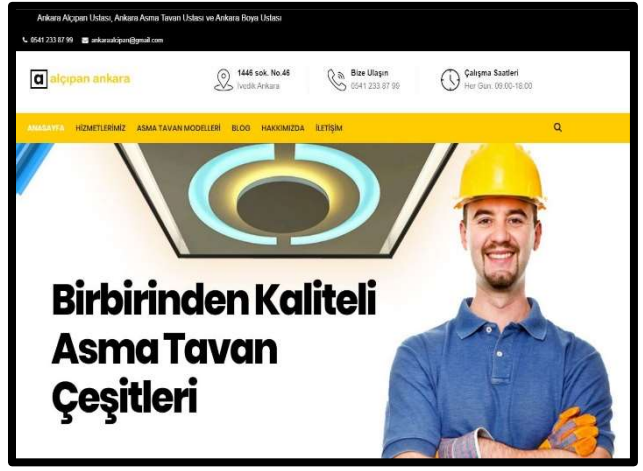 Ankara Alçıpan Ustası, Ankara Asma Tavan Ustası ve Ankara Boya Ustası
0541 233 87 99 ankaraalcipan@gmail.com
a alçıpan ankara
1446 sok. No.46
İvedik Ankara
Bize Ulaşın
0541 233 87 99
Çalışma Saatleri
Her Gün: 09.00-18.00
ANASAYFA HİZMETLERİMİZ ASMA TAVAN MODELLERİ BLOG HAKKIMIZDA İLETİŞİM
Birbirinden Kaliteli
Asma Tavan
Çeşitleri